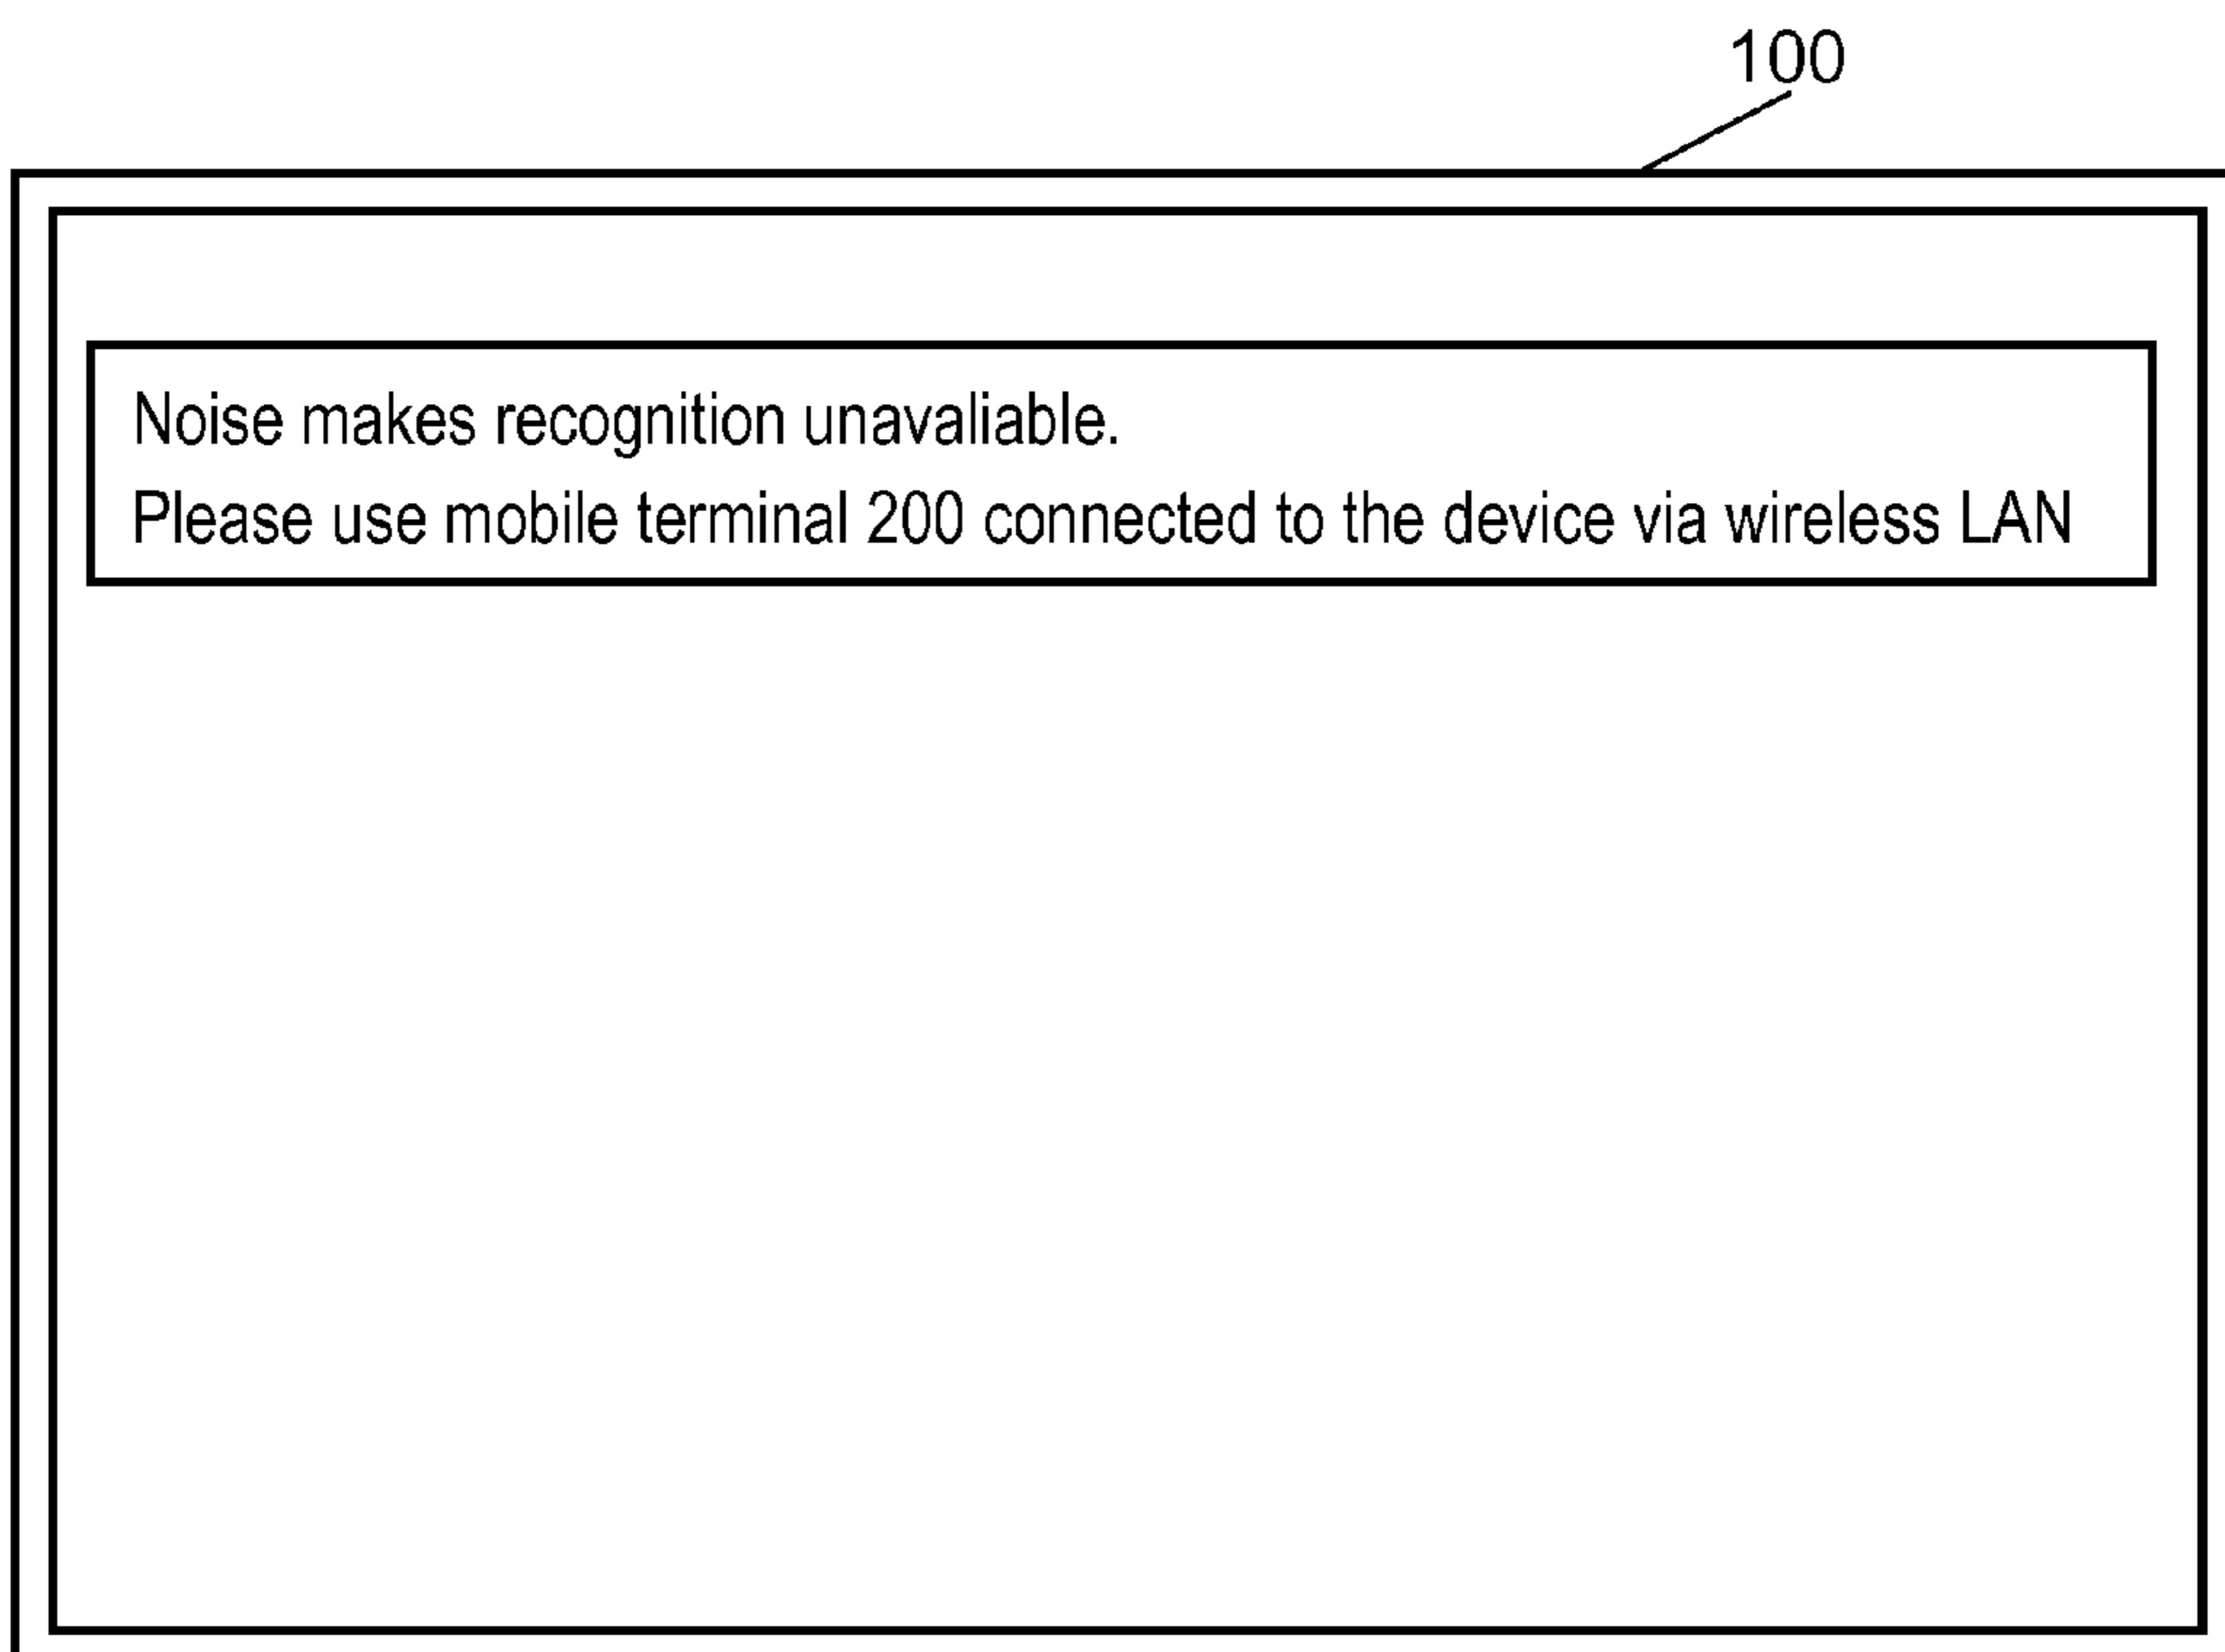 100
Noise makes recognition unavaliable.
Please use mobile terminal 200 connected to the device via wireless LAN